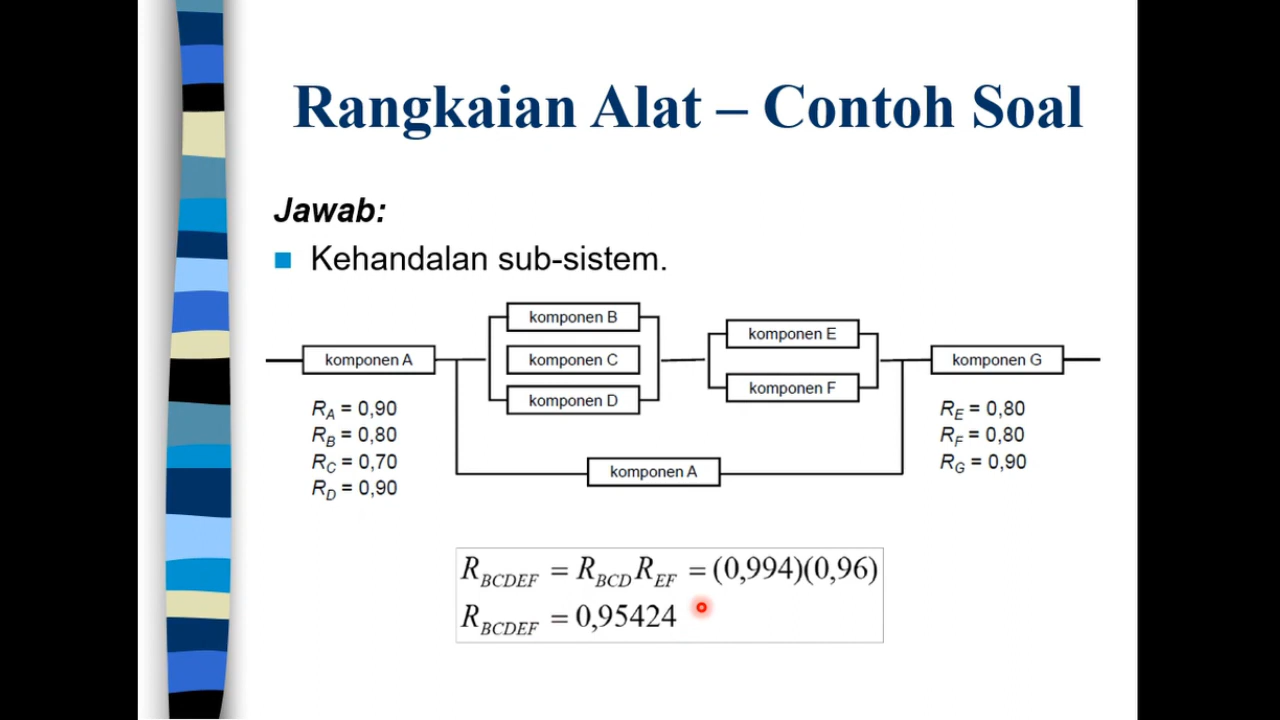 Rangkaian Alat – Contoh Soal
Jawab:
Kehandalan sub-sistem.
komponen B
komponen E
komponen A
komponen C
komponen G
komponen F
komponen D
R_A = 0,90
R_B = 0,80
R_C = 0,70
R_D = 0,90
R_E = 0,80
R_F = 0,80
R_G = 0,90
komponen A
R_BCDEF = R_BCD R_EF = (0,994)(0,96)
R_BCDEF = 0,95424